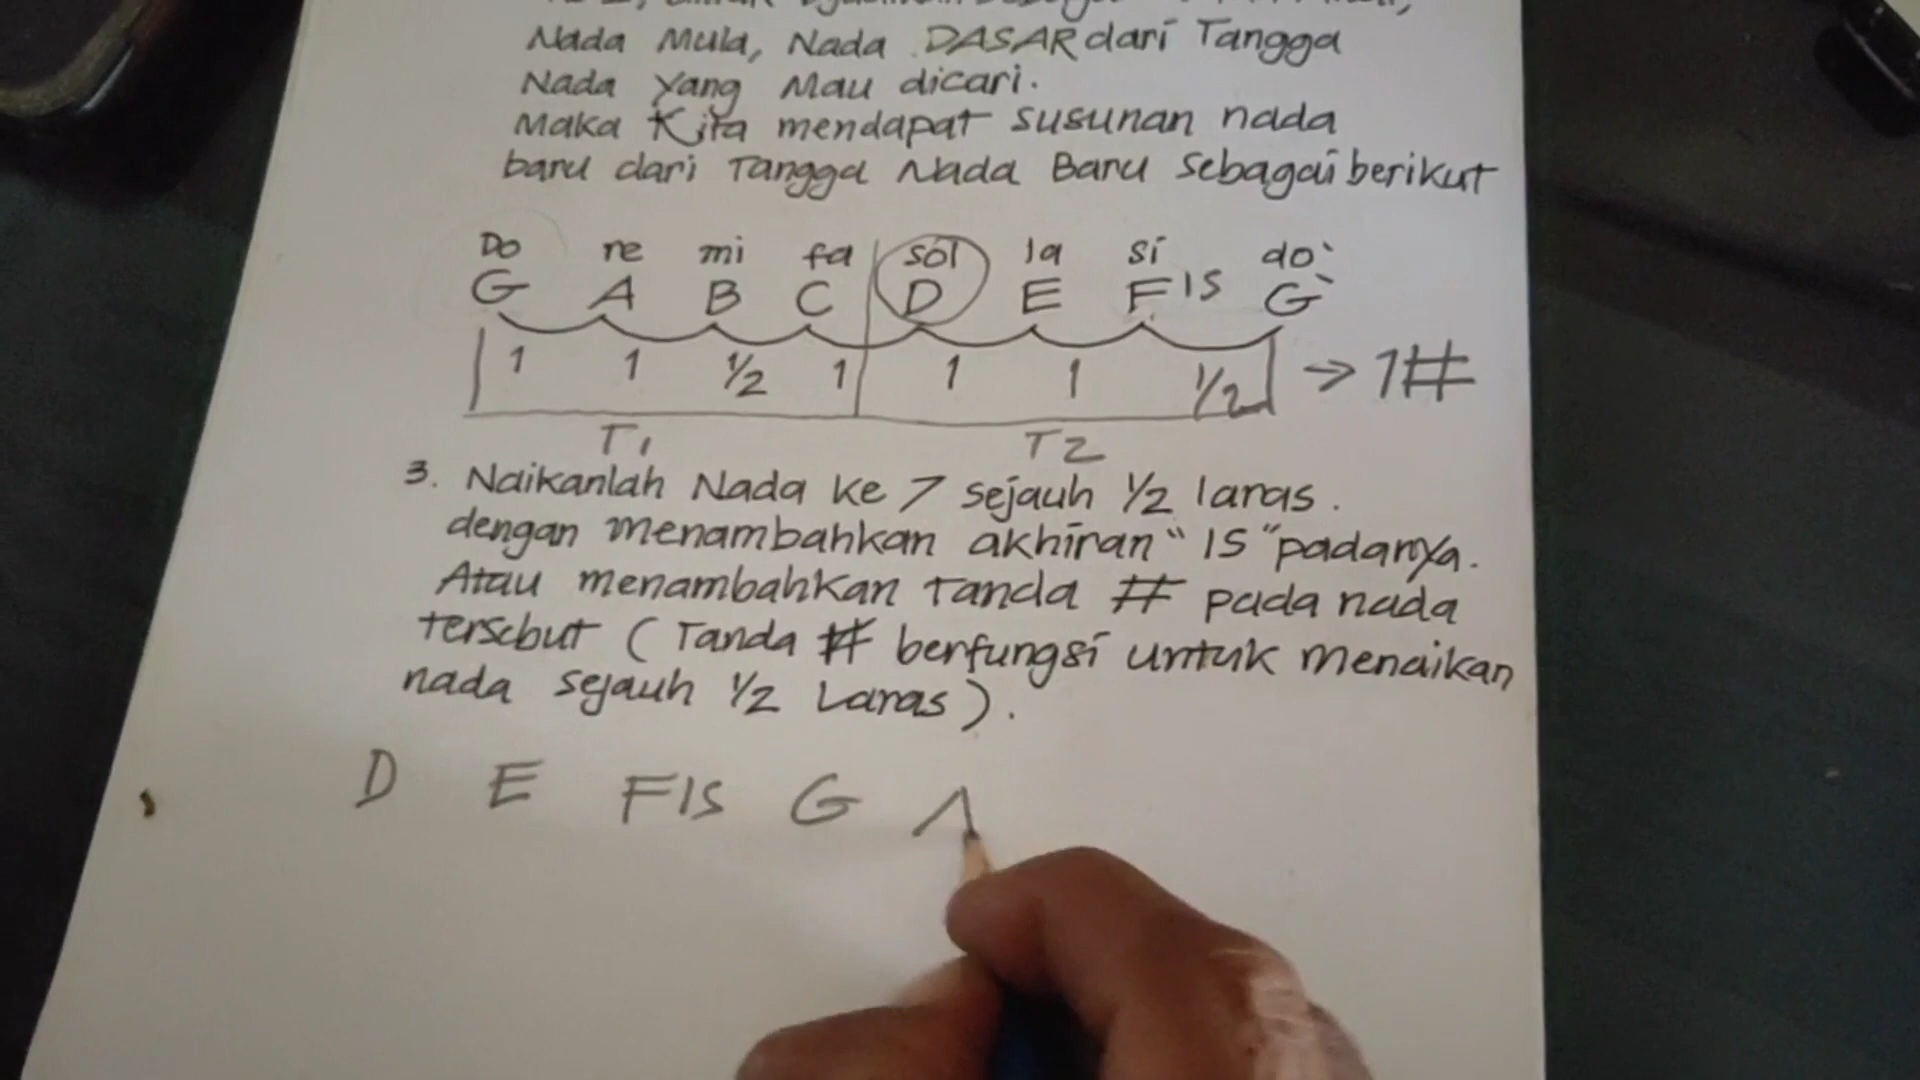 Nada Mula, Nada DASAR dari Tangga
Nada Yang Mau dicari.
Maka Kita mendapat susunan nada
baru dari Tangga Nada Baru sebagai berikut
Do re mi fa sol la si do`
G A B C D E FIS G`
1 1 1/2 1 1 1 1/2 → 1#
T1 T2
3. Naikanlah Nada Ke 7 sejauh 1/2 laras.
dengan menambahkan akhiran "IS" padanya.
Atau menambahkan Tanda # pada nada
tersebut (Tanda # berfungsi untuk menaikan
nada sejauh 1/2 Laras).
D E FIS G